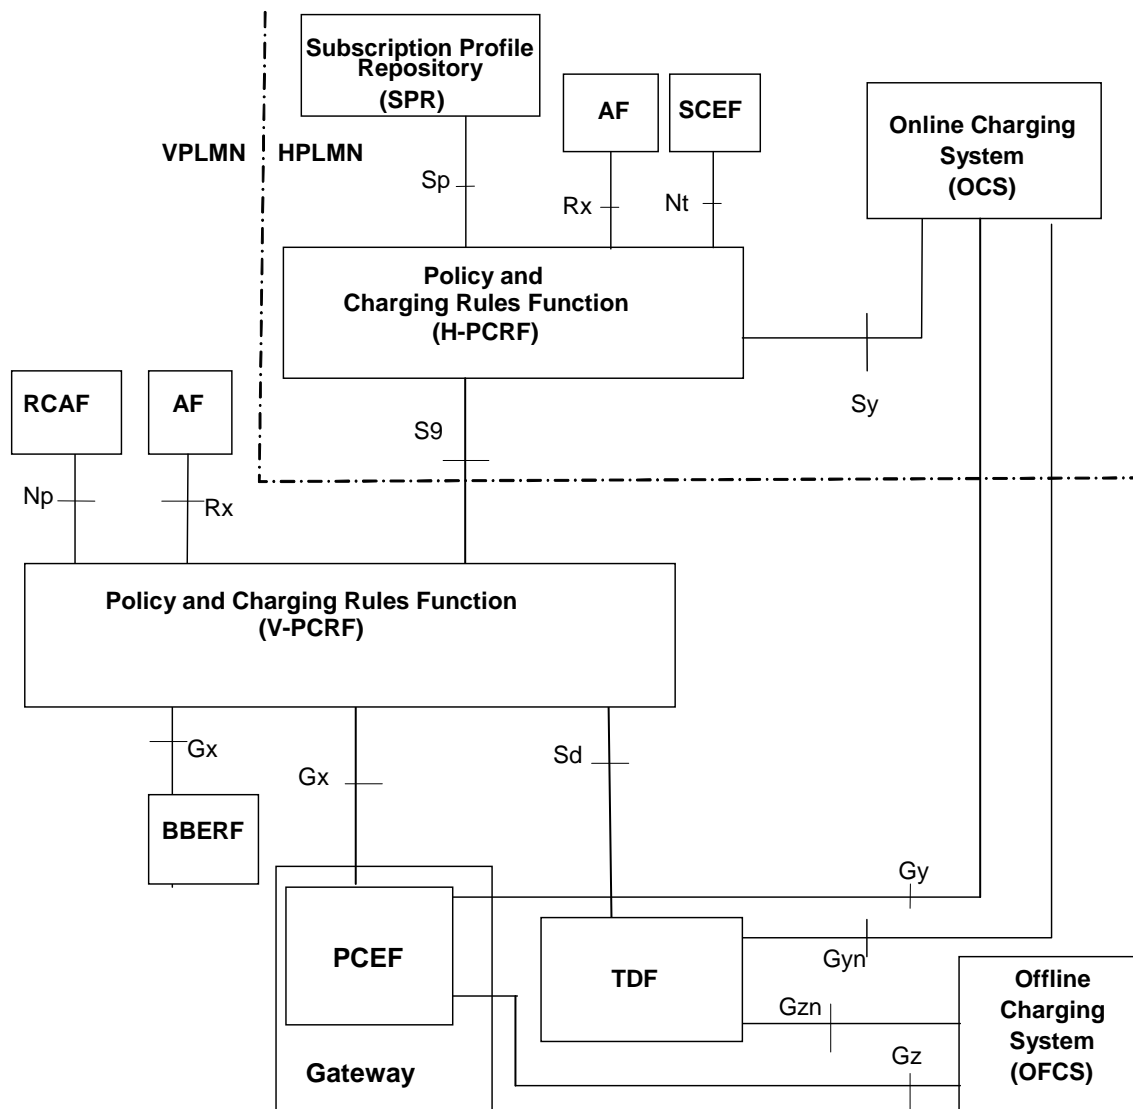 Subscription Profile
Repository
(SPR)
AF
SCEF
Online Charging
System
(OCS)
VPLMN
HPLMN
Sp
Rx
Nt
Policy and
Charging Rules Function
(H-PCRF)
Sy
RCAF
AF
S9
Np
Rx
Policy and Charging Rules Function
(V-PCRF)
Gx
Gx
Sd
BBERF
Gy
PCEF
TDF
Gyn
Gzn
Offline
Charging
System
(OFCS)
Gz
Gateway